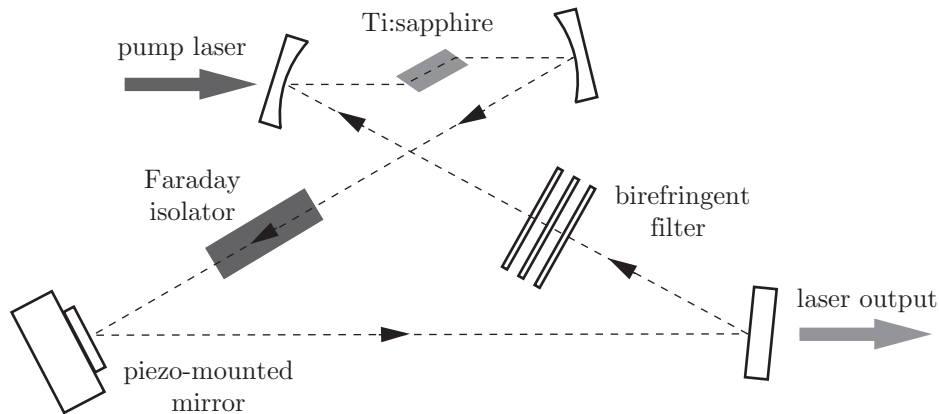 Ti:sapphire
pump laser
Faraday
isolator
birefringent
filter
laser output
piezo-mounted
mirror